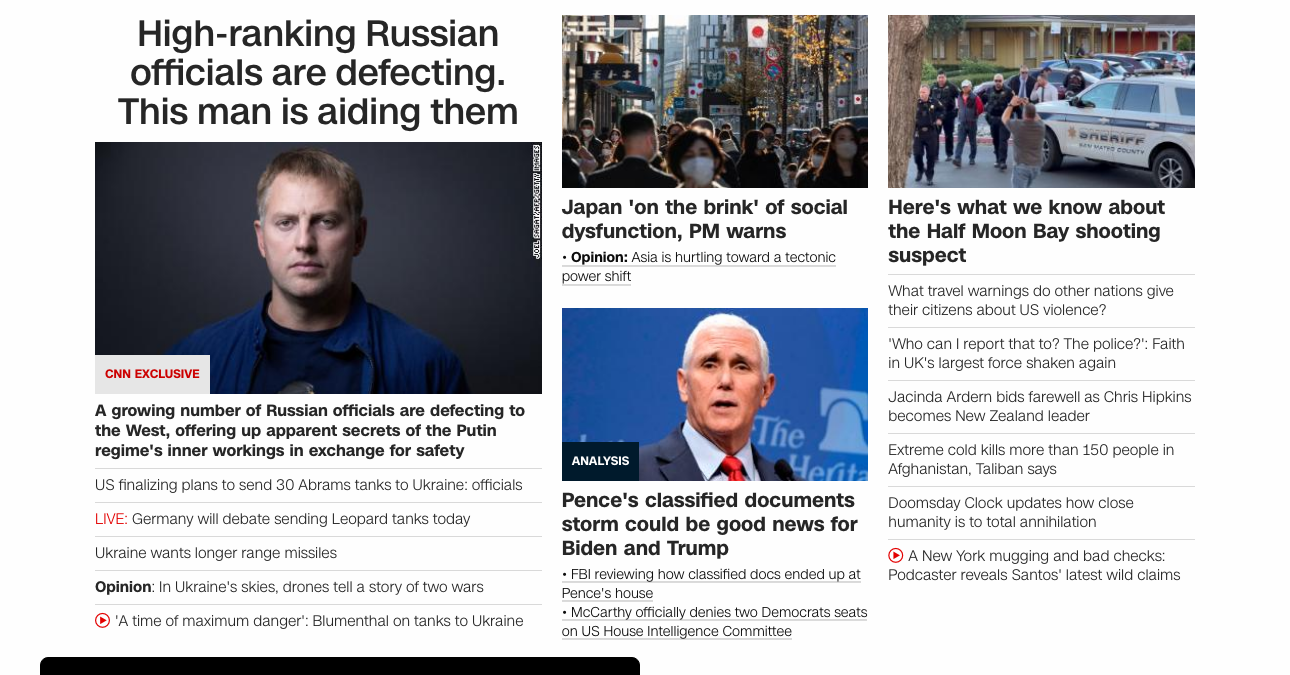 High-ranking Russian
officials are defecting.
This man is aiding them
JOEL SAGET/AFP/GETTY IMAGES
CNN EXCLUSIVE
A growing number of Russian officials are defecting to
the West, offering up apparent secrets of the Putin
regime's inner workings in exchange for safety
US finalizing plans to send 30 Abrams tanks to Ukraine: officials
LIVE: Germany will debate sending Leopard tanks today
Ukraine wants longer range missiles
Opinion: In Ukraine's skies, drones tell a story of two wars
'A time of maximum danger': Blumenthal on tanks to Ukraine
Japan 'on the brink' of social
dysfunction, PM warns
• Opinion: Asia is hurtling toward a tectonic
power shift
The
Herita
ANALYSIS
Pence's classified documents
storm could be good news for
Biden and Trump
• FBI reviewing how classified docs ended up at
Pence's house
• McCarthy officially denies two Democrats seats
on US House Intelligence Committee
SHERIFF
SAN MATEO COUNTY
Here's what we know about
the Half Moon Bay shooting
suspect
What travel warnings do other nations give
their citizens about US violence?
'Who can I report that to? The police?': Faith
in UK's largest force shaken again
Jacinda Ardern bids farewell as Chris Hipkins
becomes New Zealand leader
Extreme cold kills more than 150 people in
Afghanistan, Taliban says
Doomsday Clock updates how close
humanity is to total annihilation
A New York mugging and bad checks:
Podcaster reveals Santos' latest wild claims